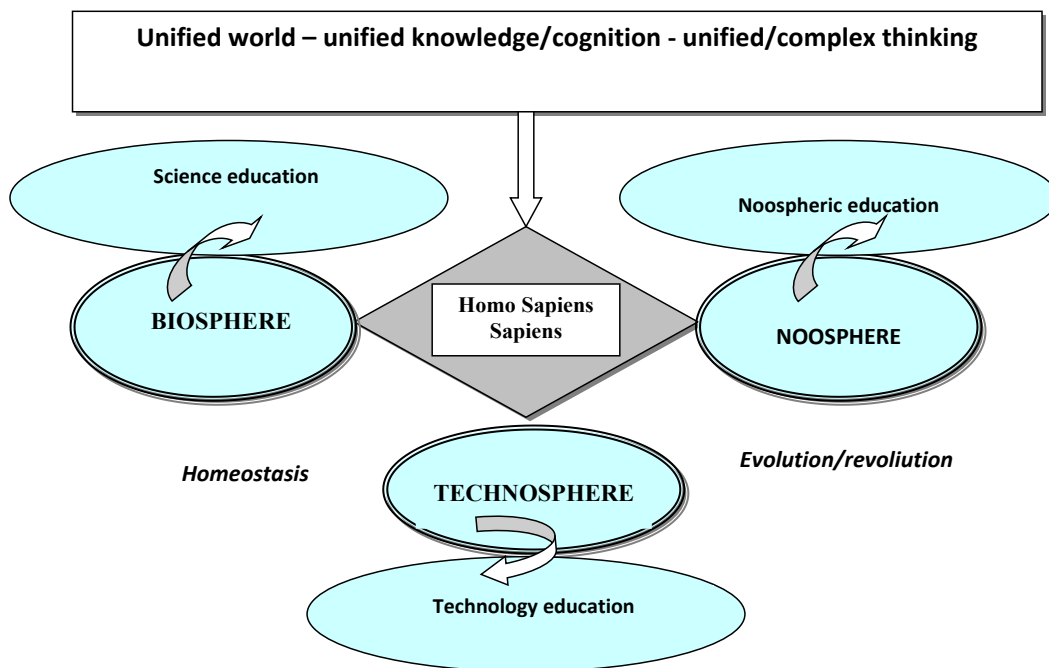 Unified world – unified knowledge/cognition - unified/complex thinking
Science education
Noospheric education
Homo Sapiens
Sapiens
BIOSPHERE
NOOSPHERE
Homeostasis
Evolution/revoliution
TECHNOSPHERE
Technology education